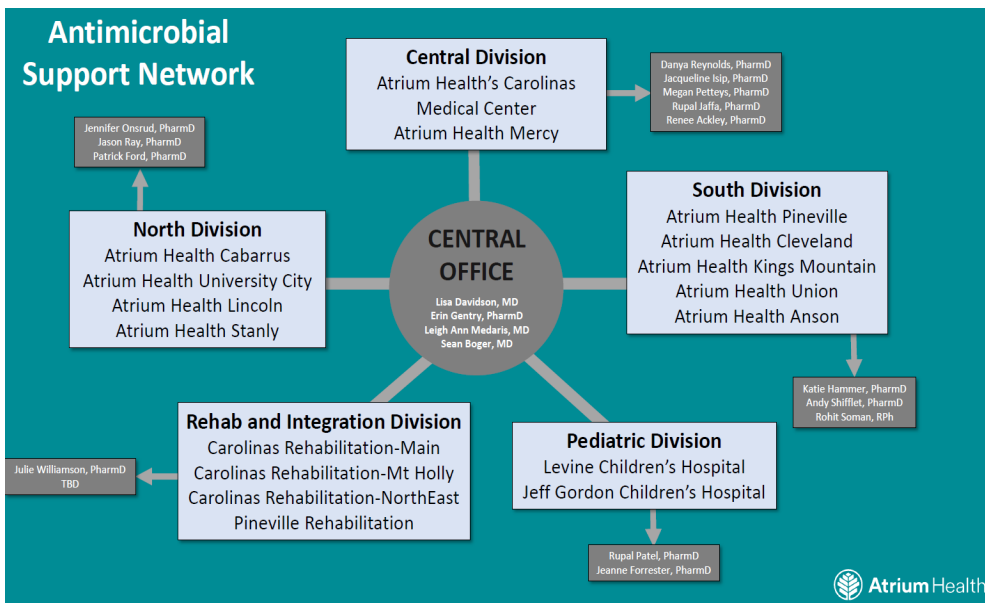 Antimicrobial
Support Network
Central Division
Atrium Health's Carolinas
Medical Center
Atrium Health Mercy
Danya Reynolds, PharmD
Jacqueline Isip, PharmD
Megan Petteys, PharmD
Rupal Jaffa, PharmD
Renee Ackley, PharmD
Jennifer Onsrud, PharmD
Jason Ray, PharmD
Patrick Ford, PharmD
North Division
Atrium Health Cabarrus
Atrium Health University City
Atrium Health Lincoln
Atrium Health Stanly
CENTRAL
OFFICE
Lisa Davidson, MD
Erin Gentry, PharmD
Leigh Ann Medaris, MD
Sean Boger, MD
South Division
Atrium Health Pineville
Atrium Health Cleveland
Atrium Health Kings Mountain
Atrium Health Union
Atrium Health Anson
Katie Hammer, PharmD
Andy Shifflet, PharmD
Rohit Soman, RPh
Rehab and Integration Division
Carolinas Rehabilitation-Main
Carolinas Rehabilitation-Mt Holly
Carolinas Rehabilitation-NorthEast
Pineville Rehabilitation
Julie Williamson, PharmD
TBD
Pediatric Division
Levine Children's Hospital
Jeff Gordon Children's Hospital
Rupal Patel, PharmD
Jeanne Forrester, PharmD
Atrium Health